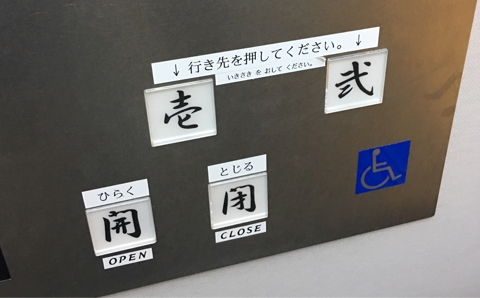 ↓ 行き先を押してください。 ↓
いきさき を おして ください。
壱 弐
ひらく
開
OPEN
とじる
閉
CLOSE